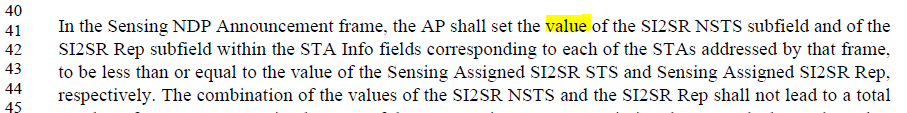 40
41 In the Sensing NDP Announcement frame, the AP shall set the value of the SI2SR NSTS subfield and of the
42 SI2SR Rep subfield within the STA Info fields corresponding to each of the STAs addressed by that frame,
43 to be less than or equal to the value of the Sensing Assigned SI2SR STS and Sensing Assigned SI2SR Rep,
44 respectively. The combination of the values of the SI2SR NSTS and the SI2SR Rep shall not lead to a total
45